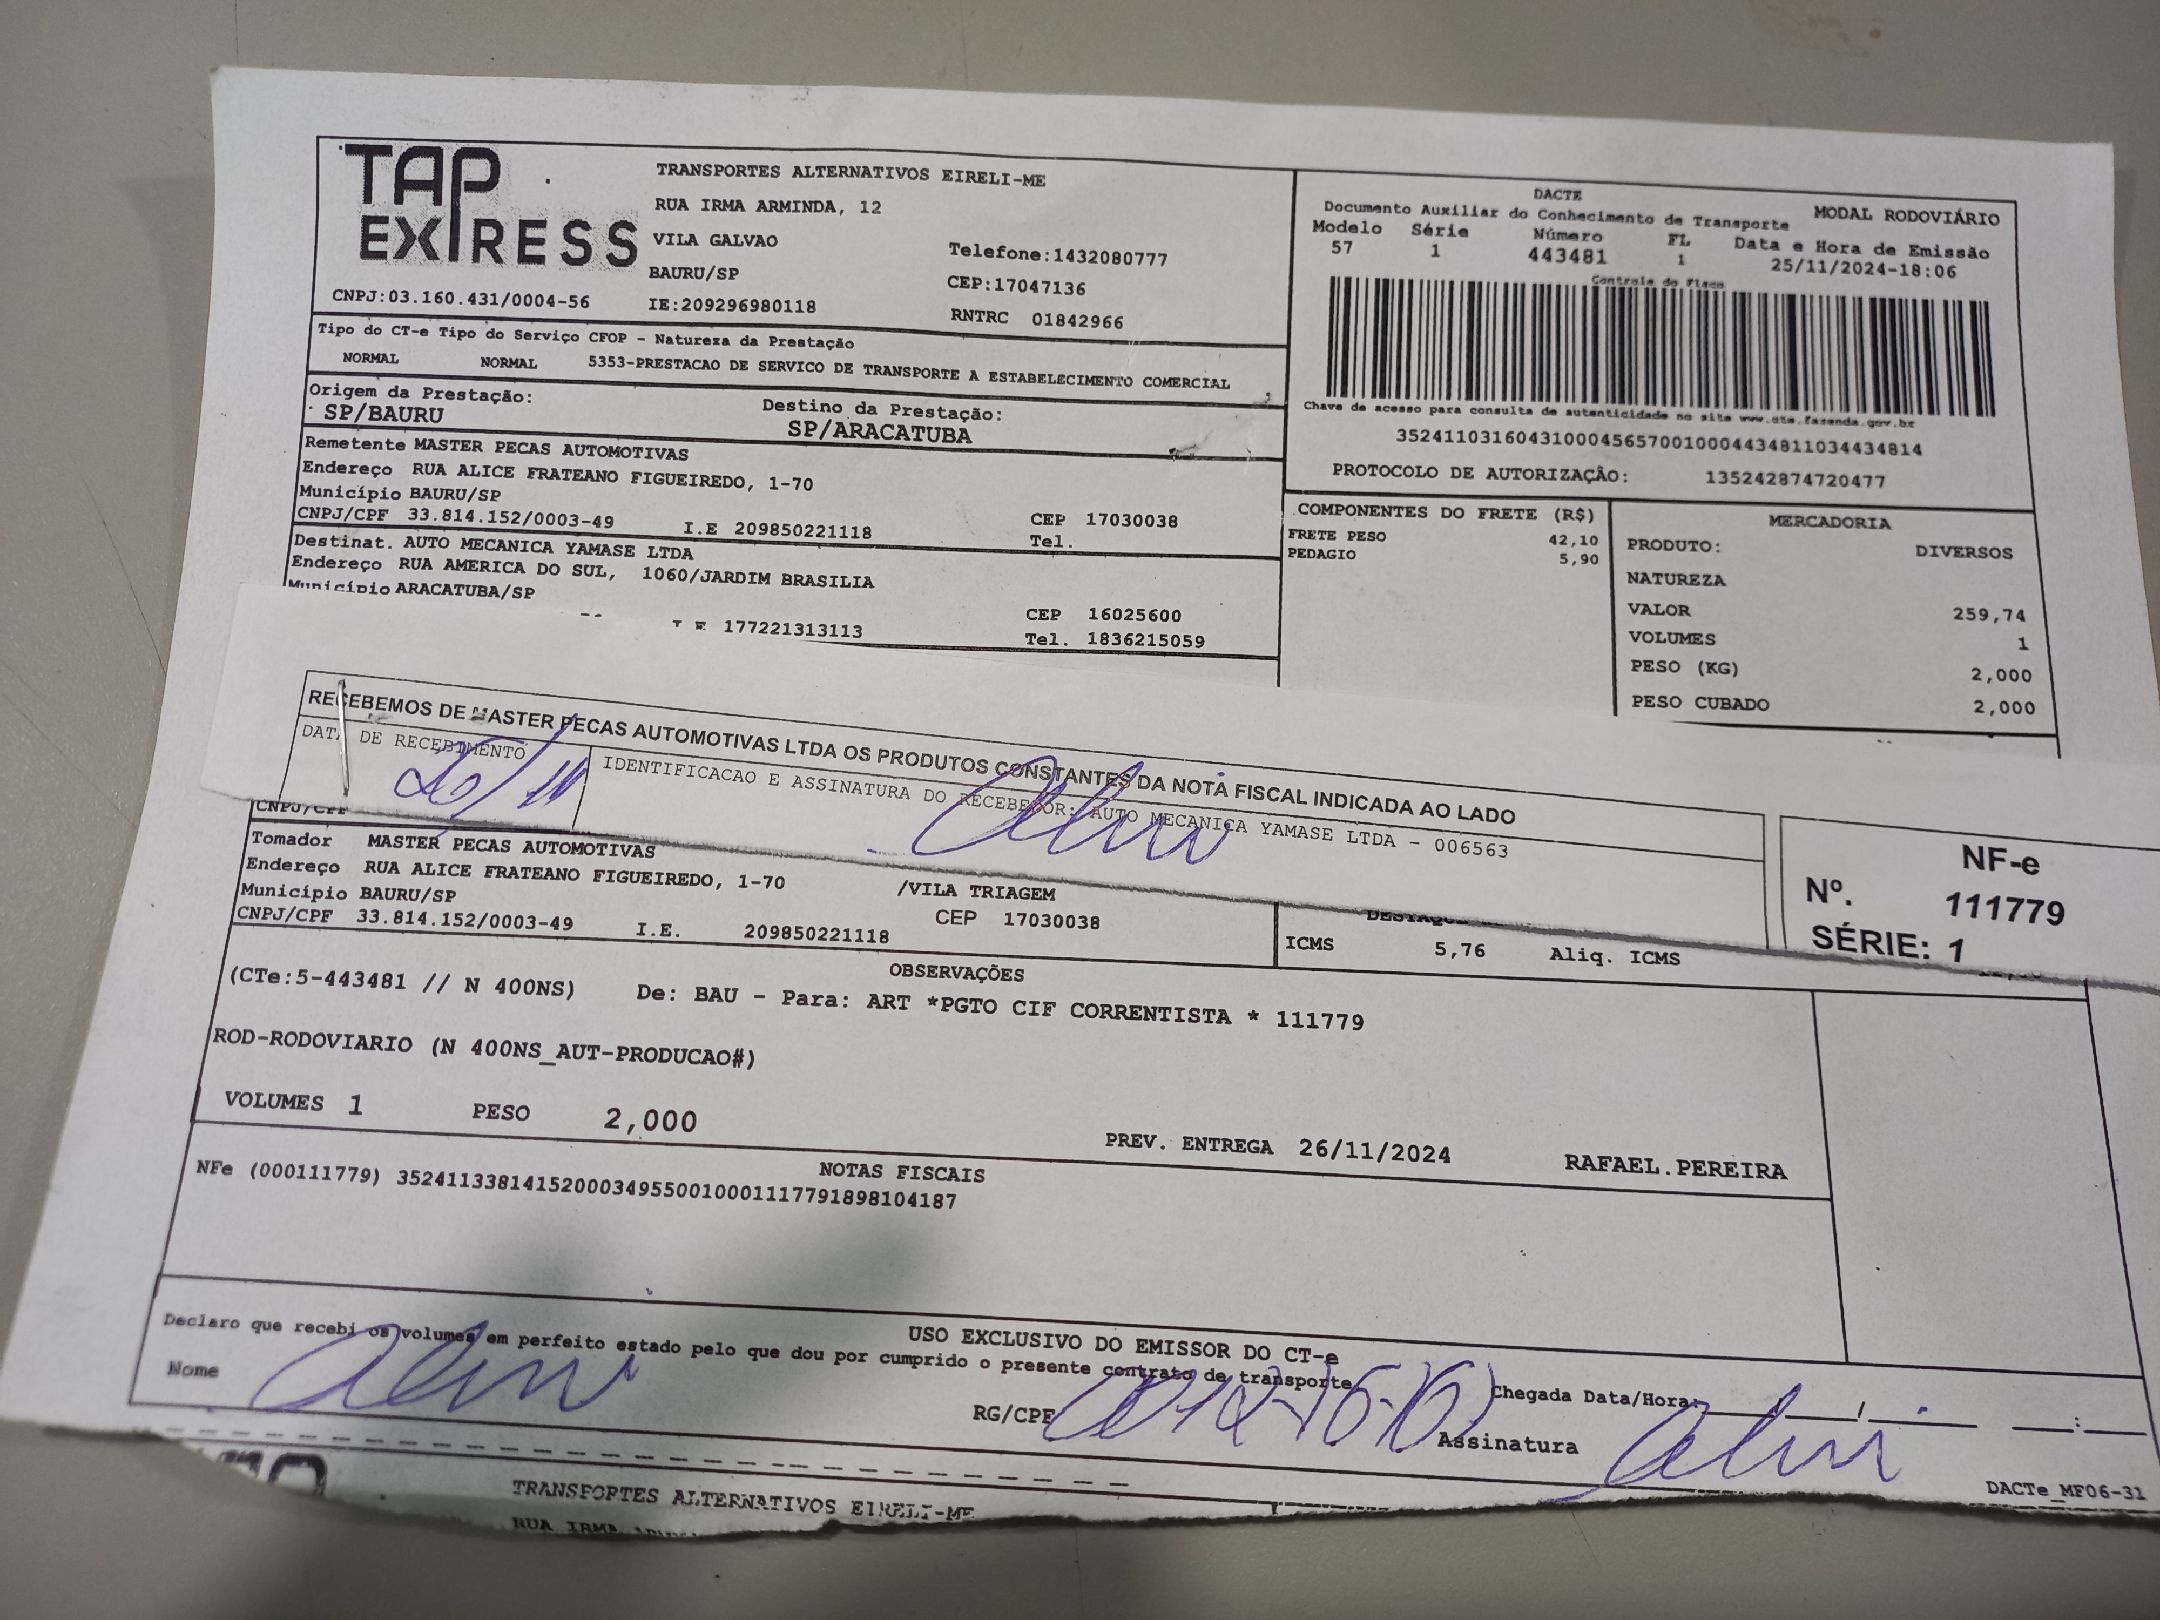 TAP EXPRESS
TRANSPORTES ALTERNATIVOS EIRELI-ME
RUA IRMA ARMINDA, 12
VILA GALVAO
BAURU/SP
Telefone:1432080777
CEP:17047136
CNPJ:03.160.431/0004-56 IE:209296980118 RNTRC 01842966
DACTE
Documento Auxiliar do Conhecimento de Transporte MODAL RODOVIÁRIO
Modelo Série Número FL Data e Hora de Emissão
57 1 443481 1 25/11/2024-18:06
Controle do Fisco
Chave de acesso para consulta de autenticidade no site www.cte.fazenda.gov.br
35241103160431000456570010004434811034434814
PROTOCOLO DE AUTORIZAÇÃO: 135242874720477
Tipo do CT-e Tipo do Serviço CFOP - Natureza da Prestação
NORMAL NORMAL 5353-PRESTACAO DE SERVICO DE TRANSPORTE A ESTABELECIMENTO COMERCIAL
Origem da Prestação: Destino da Prestação:
SP/BAURU SP/ARACATUBA
Remetente MASTER PECAS AUTOMOTIVAS
Endereço RUA ALICE FRATEANO FIGUEIREDO, 1-70
Município BAURU/SP CEP 17030038
CNPJ/CPF 33.814.152/0003-49 I.E 209850221118 Tel.
Destinat. AUTO MECANICA YAMASE LTDA
Endereço RUA AMERICA DO SUL, 1060/JARDIM BRASILIA
Município ARACATUBA/SP CEP 16025600
177221313113 Tel. 1836215059
COMPONENTES DO FRETE (R$)
FRETE PESO 42,10
PEDAGIO 5,90
MERCADORIA
PRODUTO: DIVERSOS
NATUREZA
VALOR 259,74
VOLUMES 1
PESO (KG) 2,000
PESO CUBADO 2,000
RECEBEMOS DE MASTER PECAS AUTOMOTIVAS LTDA OS PRODUTOS CONSTANTES DA NOTA FISCAL INDICADA AO LADO
DATA DE RECEBIMENTO
26/11
IDENTIFICACAO E ASSINATURA DO RECEBEDOR: AUTO MECANICA YAMASE LTDA - 006563
NF-e
Nº. 111779
SÉRIE: 1
CNPJ/CPF
Tomador MASTER PECAS AUTOMOTIVAS
Endereço RUA ALICE FRATEANO FIGUEIREDO, 1-70 /VILA TRIAGEM
Município BAURU/SP CEP 17030038
CNPJ/CPF 33.814.152/0003-49 I.E. 209850221118
ICMS 5,76 Aliq. ICMS
OBSERVAÇÕES
(CTe:5-443481 // N 400NS) De: BAU - Para: ART *PGTO CIF CORRENTISTA * 111779
ROD-RODOVIARIO (N 400NS_AUT-PRODUCAO#)
VOLUMES 1 PESO 2,000 PREV. ENTREGA 26/11/2024 RAFAEL.PEREIRA
NOTAS FISCAIS
NFe (000111779) 35241133814152000349550010001117791898104187
USO EXCLUSIVO DO EMISSOR DO CT-e
Declaro que recebi os volumes em perfeito estado pelo que dou por cumprido o presente contrato de transporte
Nome RG/CPF Chegada Data/Hora: / / :
Assinatura
DACTe_MF06-31
TRANSPORTES ALTERNATIVOS EIRELI-ME
RUA IRMA